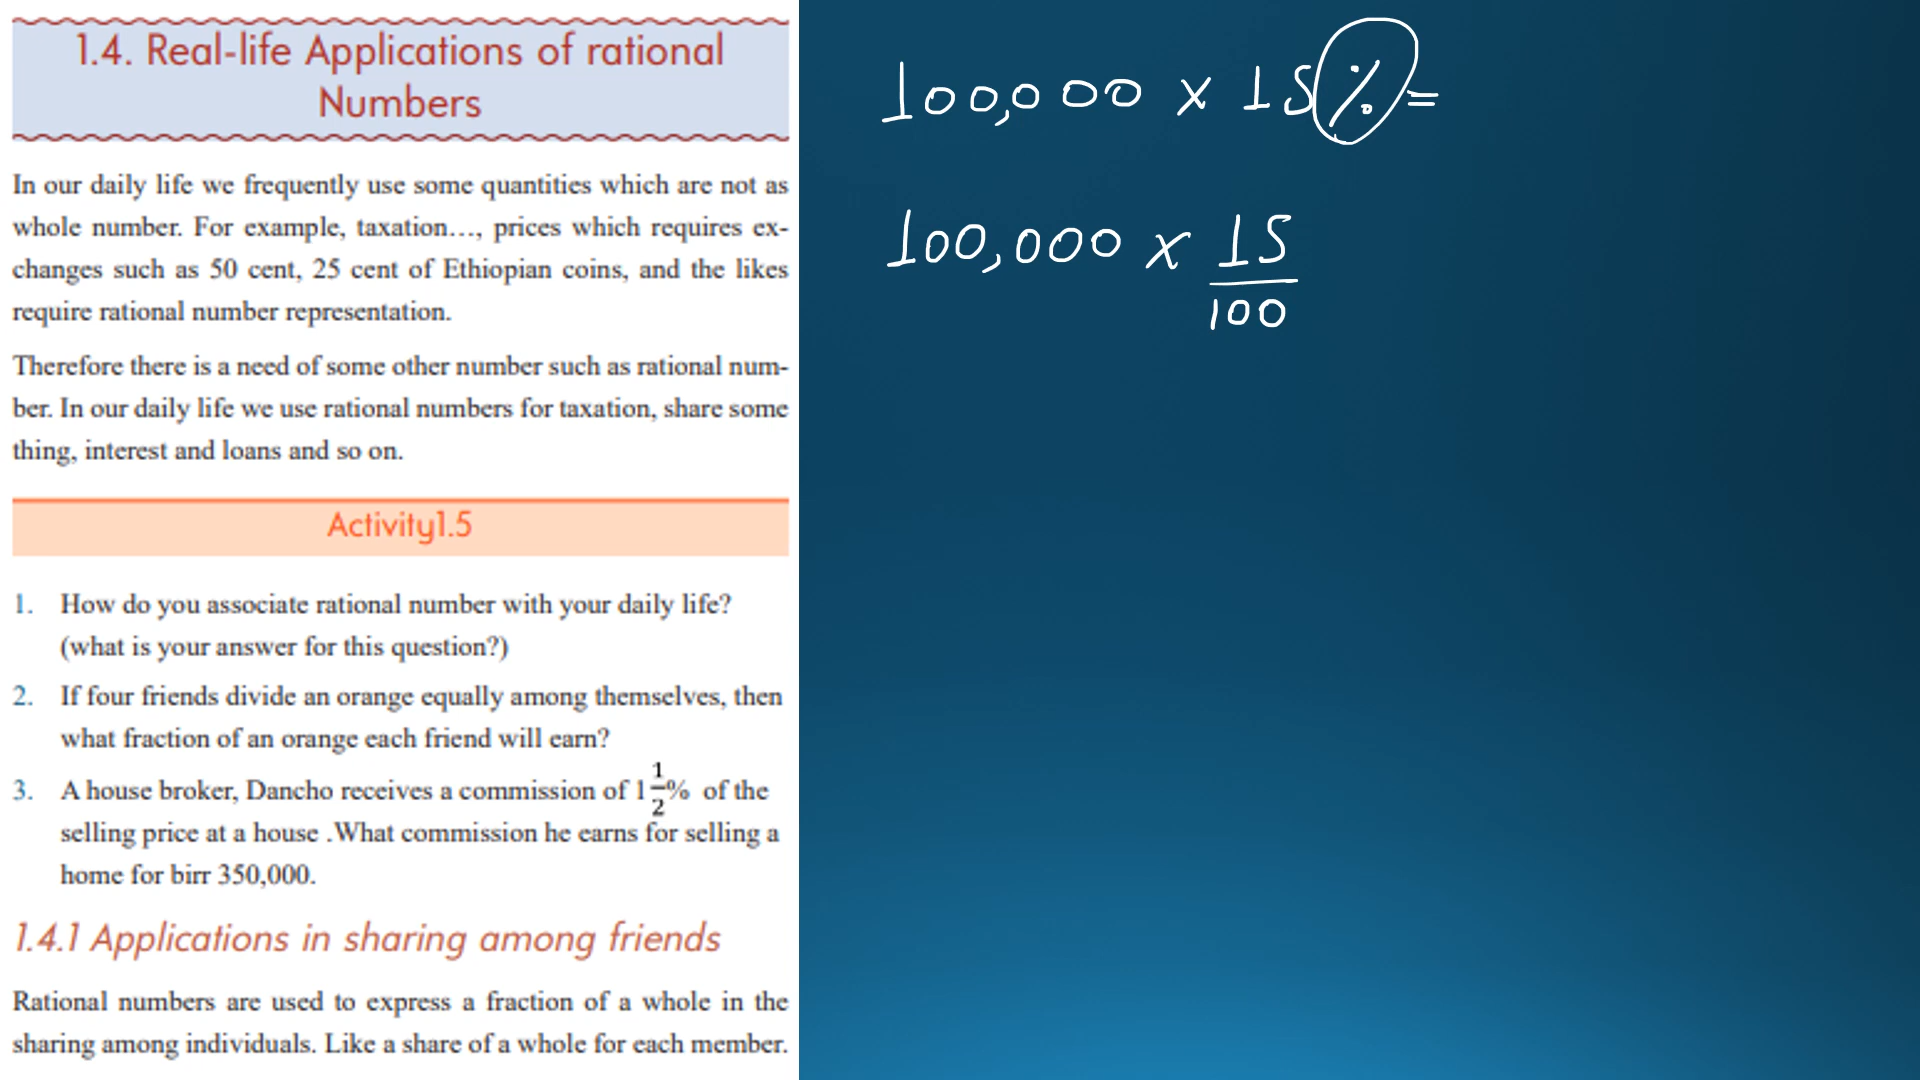 1.4. Real-life Applications of rational
Numbers
In our daily life we frequently use some quantities which are not as
whole number. For example, taxation…, prices which requires ex-
changes such as 50 cent, 25 cent of Ethiopian coins, and the likes
require rational number representation.
Therefore there is a need of some other number such as rational num-
ber. In our daily life we use rational numbers for taxation, share some
thing, interest and loans and so on.
Activity1.5
1. How do you associate rational number with your daily life?
(what is your answer for this question?)
2. If four friends divide an orange equally among themselves, then
what fraction of an orange each friend will earn?
3. A house broker, Dancho receives a commission of 1 1/2 % of the
selling price at a house .What commission he earns for selling a
home for birr 350,000.
1.4.1 Applications in sharing among friends
Rational numbers are used to express a fraction of a whole in the
sharing among individuals. Like a share of a whole for each member.
100,000 x 15 % =
100,000 x 15
100